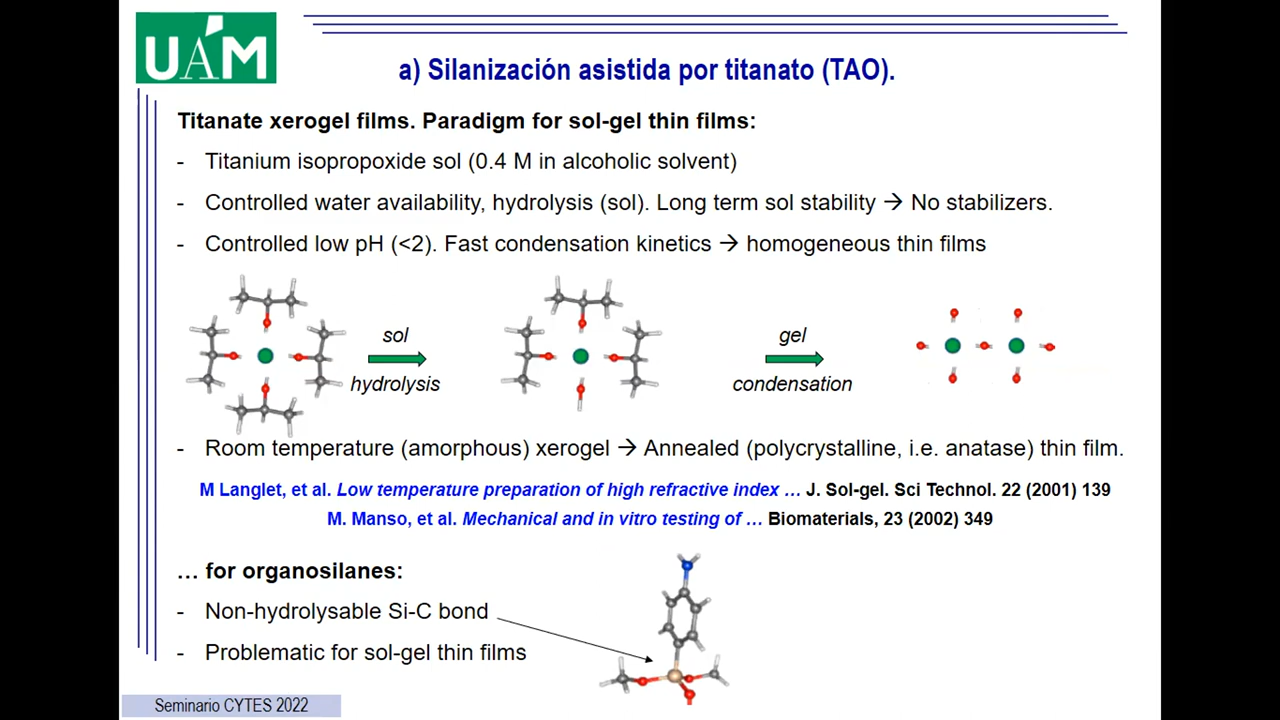 UÁM
a) Silanización asistida por titanato (TAO).
Titanate xerogel films. Paradigm for sol-gel thin films:
- Titanium isopropoxide sol (0.4 M in alcoholic solvent)
- Controlled water availability, hydrolysis (sol). Long term sol stability → No stabilizers.
- Controlled low pH (<2). Fast condensation kinetics → homogeneous thin films
sol
hydrolysis
gel
condensation
- Room temperature (amorphous) xerogel → Annealed (polycrystalline, i.e. anatase) thin film.
M Langlet, et al. Low temperature preparation of high refractive index … J. Sol-gel. Sci Technol. 22 (2001) 139
M. Manso, et al. Mechanical and in vitro testing of … Biomaterials, 23 (2002) 349
… for organosilanes:
- Non-hydrolysable Si-C bond
- Problematic for sol-gel thin films
Seminario CYTES 2022